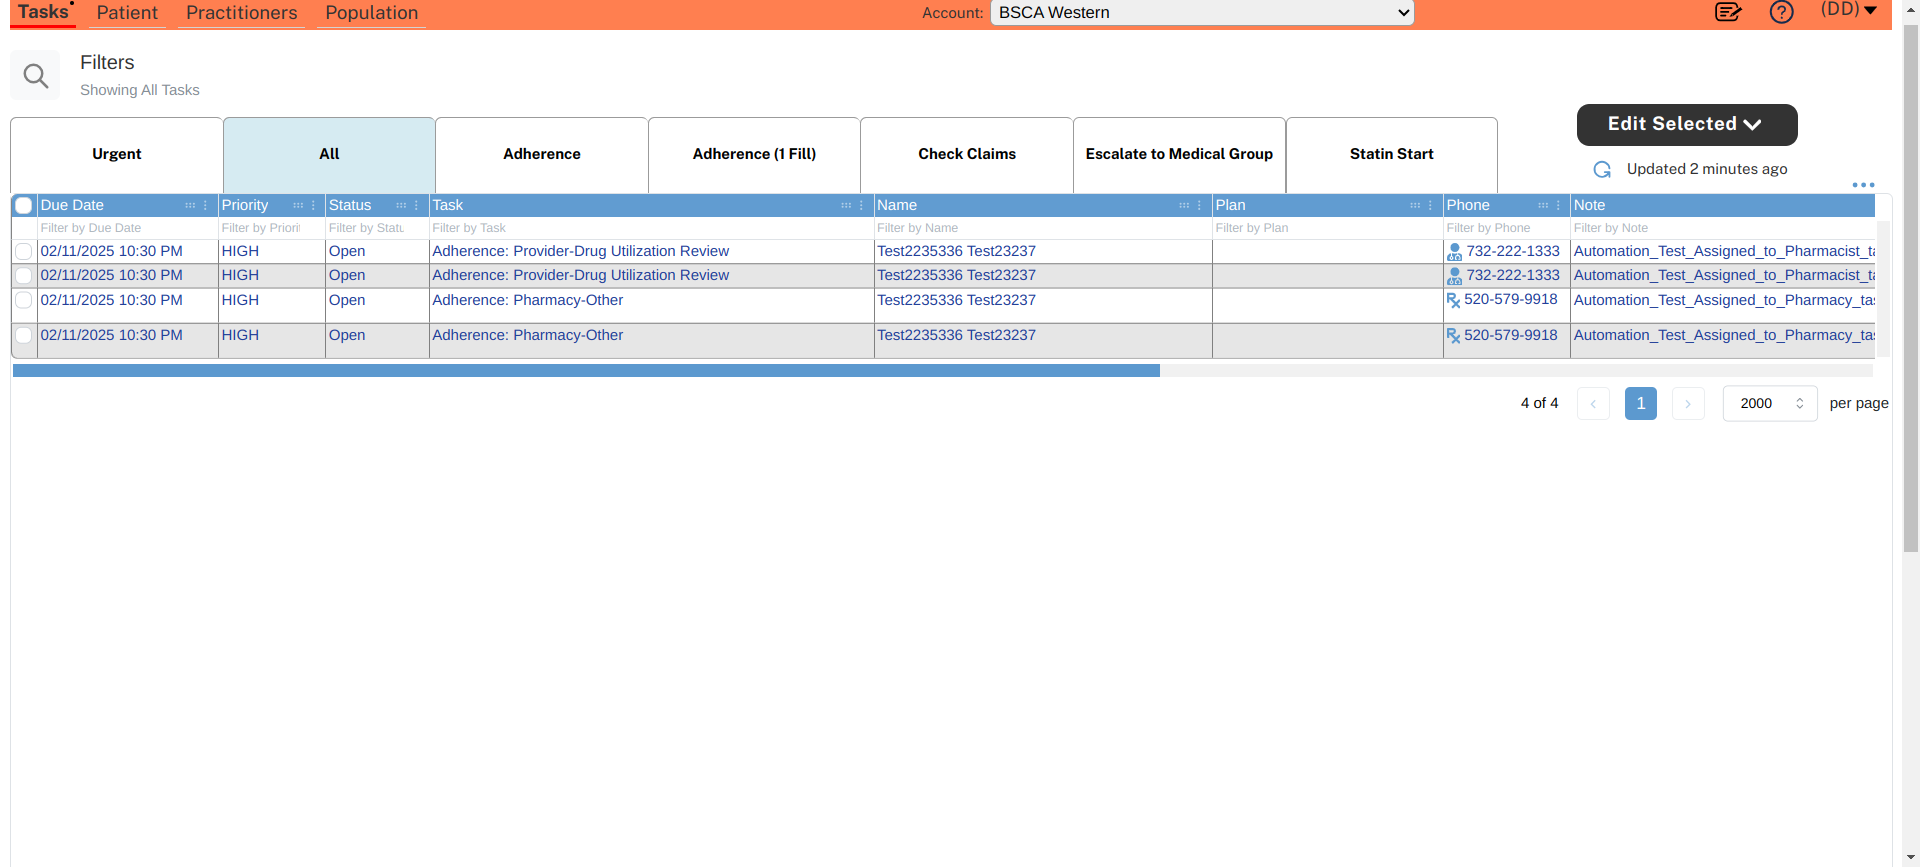 Tasks Patient Practitioners Population Account: BSCA Western (DD)
Filters
Showing All Tasks
Urgent All Adherence Adherence (1 Fill) Check Claims Escalate to Medical Group Statin Start
Edit Selected
Updated 2 minutes ago
Due Date Priority Status Task Name Plan Phone Note
Filter by Due Date Filter by Priorit Filter by Statu Filter by Task Filter by Name Filter by Plan Filter by Phone Filter by Note
02/11/2025 10:30 PM HIGH Open Adherence: Provider-Drug Utilization Review Test2235336 Test23237 732-222-1333 Automation_Test_Assigned_to_Pharmacist_ta
02/11/2025 10:30 PM HIGH Open Adherence: Provider-Drug Utilization Review Test2235336 Test23237 732-222-1333 Automation_Test_Assigned_to_Pharmacist_ta
02/11/2025 10:30 PM HIGH Open Adherence: Pharmacy-Other Test2235336 Test23237 520-579-9918 Automation_Test_Assigned_to_Pharmacy_tas
02/11/2025 10:30 PM HIGH Open Adherence: Pharmacy-Other Test2235336 Test23237 520-579-9918 Automation_Test_Assigned_to_Pharmacy_tas
4 of 4 ‹ 1 › 2000 per page